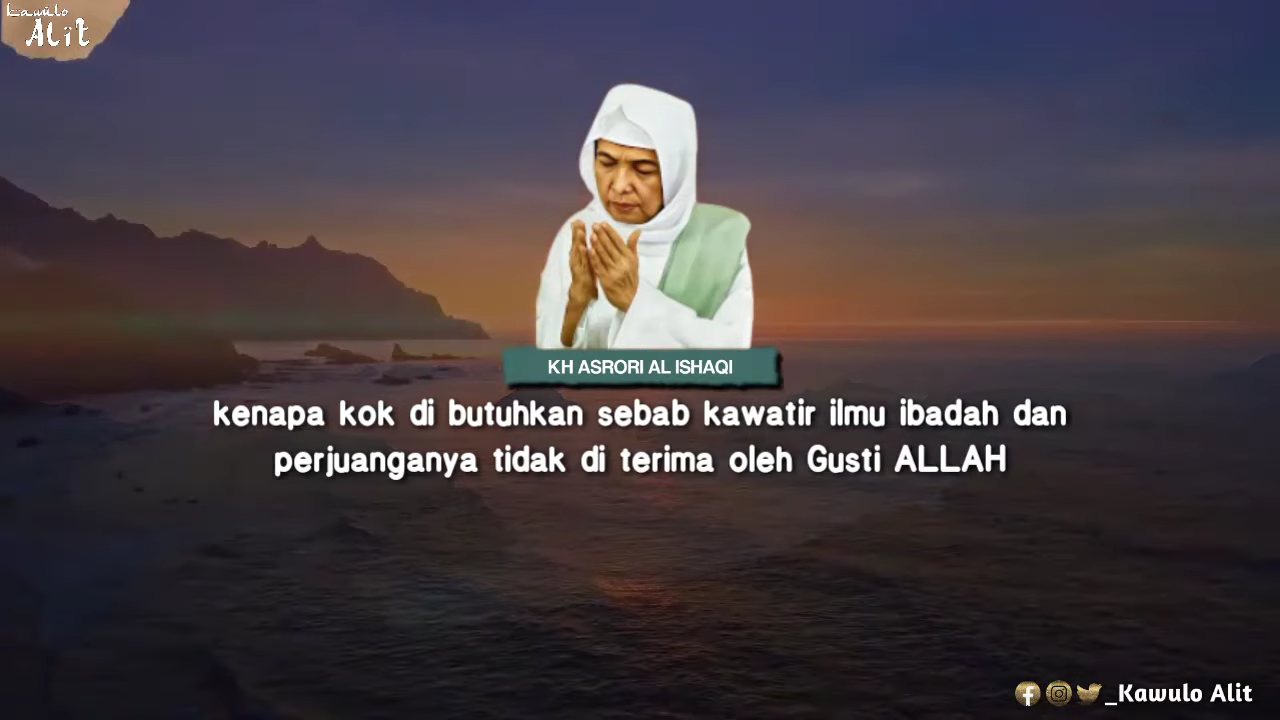 Kawulo
Alit
KH ASRORI AL ISHAQI
kenapa kok di butuhkan sebab kawatir ilmu ibadah dan
perjuanganya tidak di terima oleh Gusti ALLAH
_Kawulo Alit